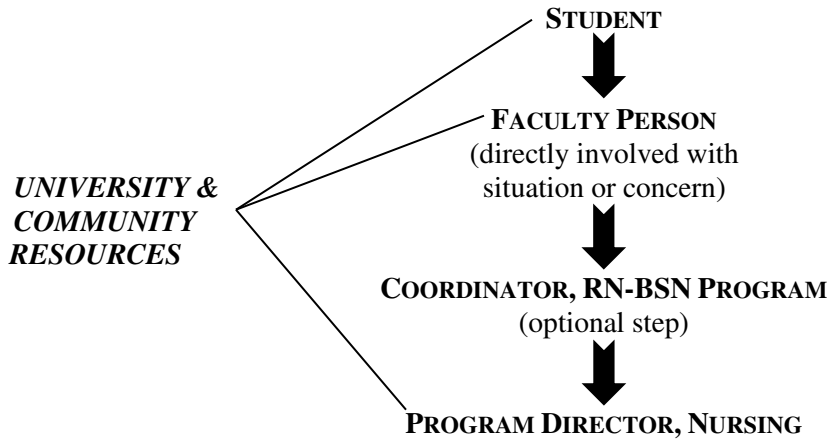 STUDENT
FACULTY PERSON
(directly involved with
situation or concern)
UNIVERSITY &
COMMUNITY
RESOURCES
COORDINATOR, RN-BSN PROGRAM
(optional step)
PROGRAM DIRECTOR, NURSING